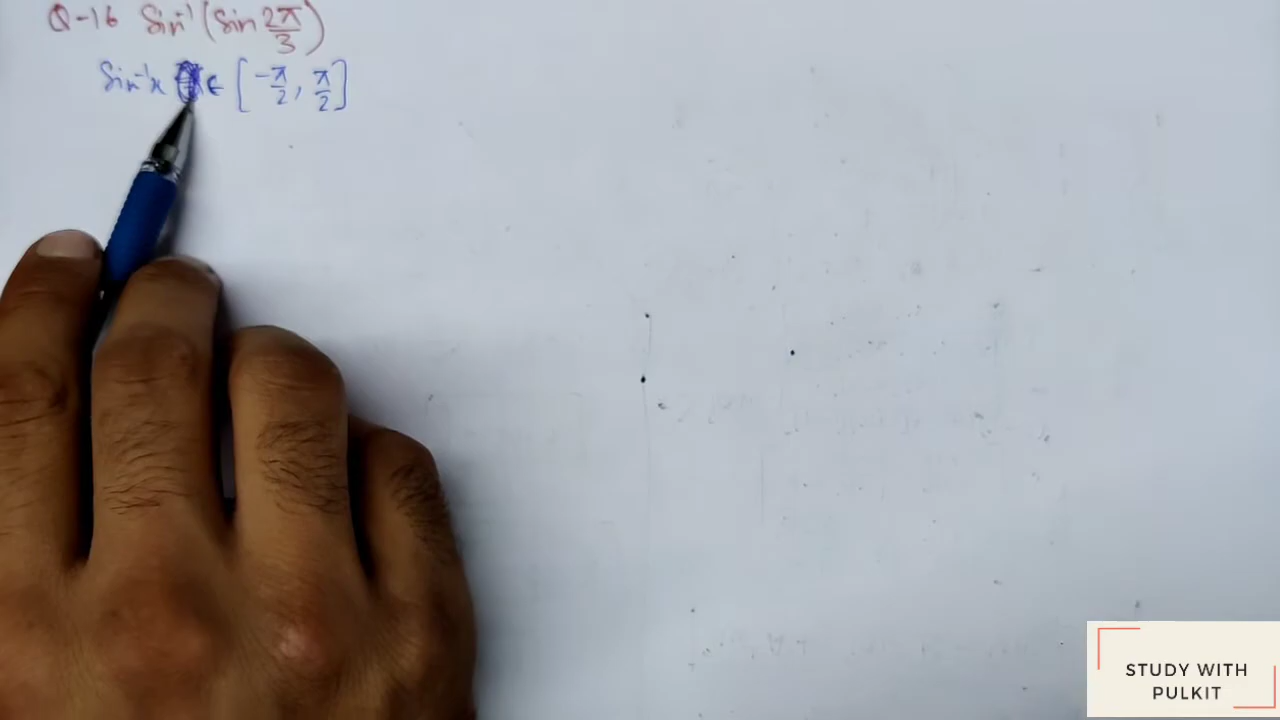 Q-16 Sin⁻¹(Sin 2π/3)
Sin⁻¹x ∈ [-π/2, π/2]
STUDY WITH
PULKIT